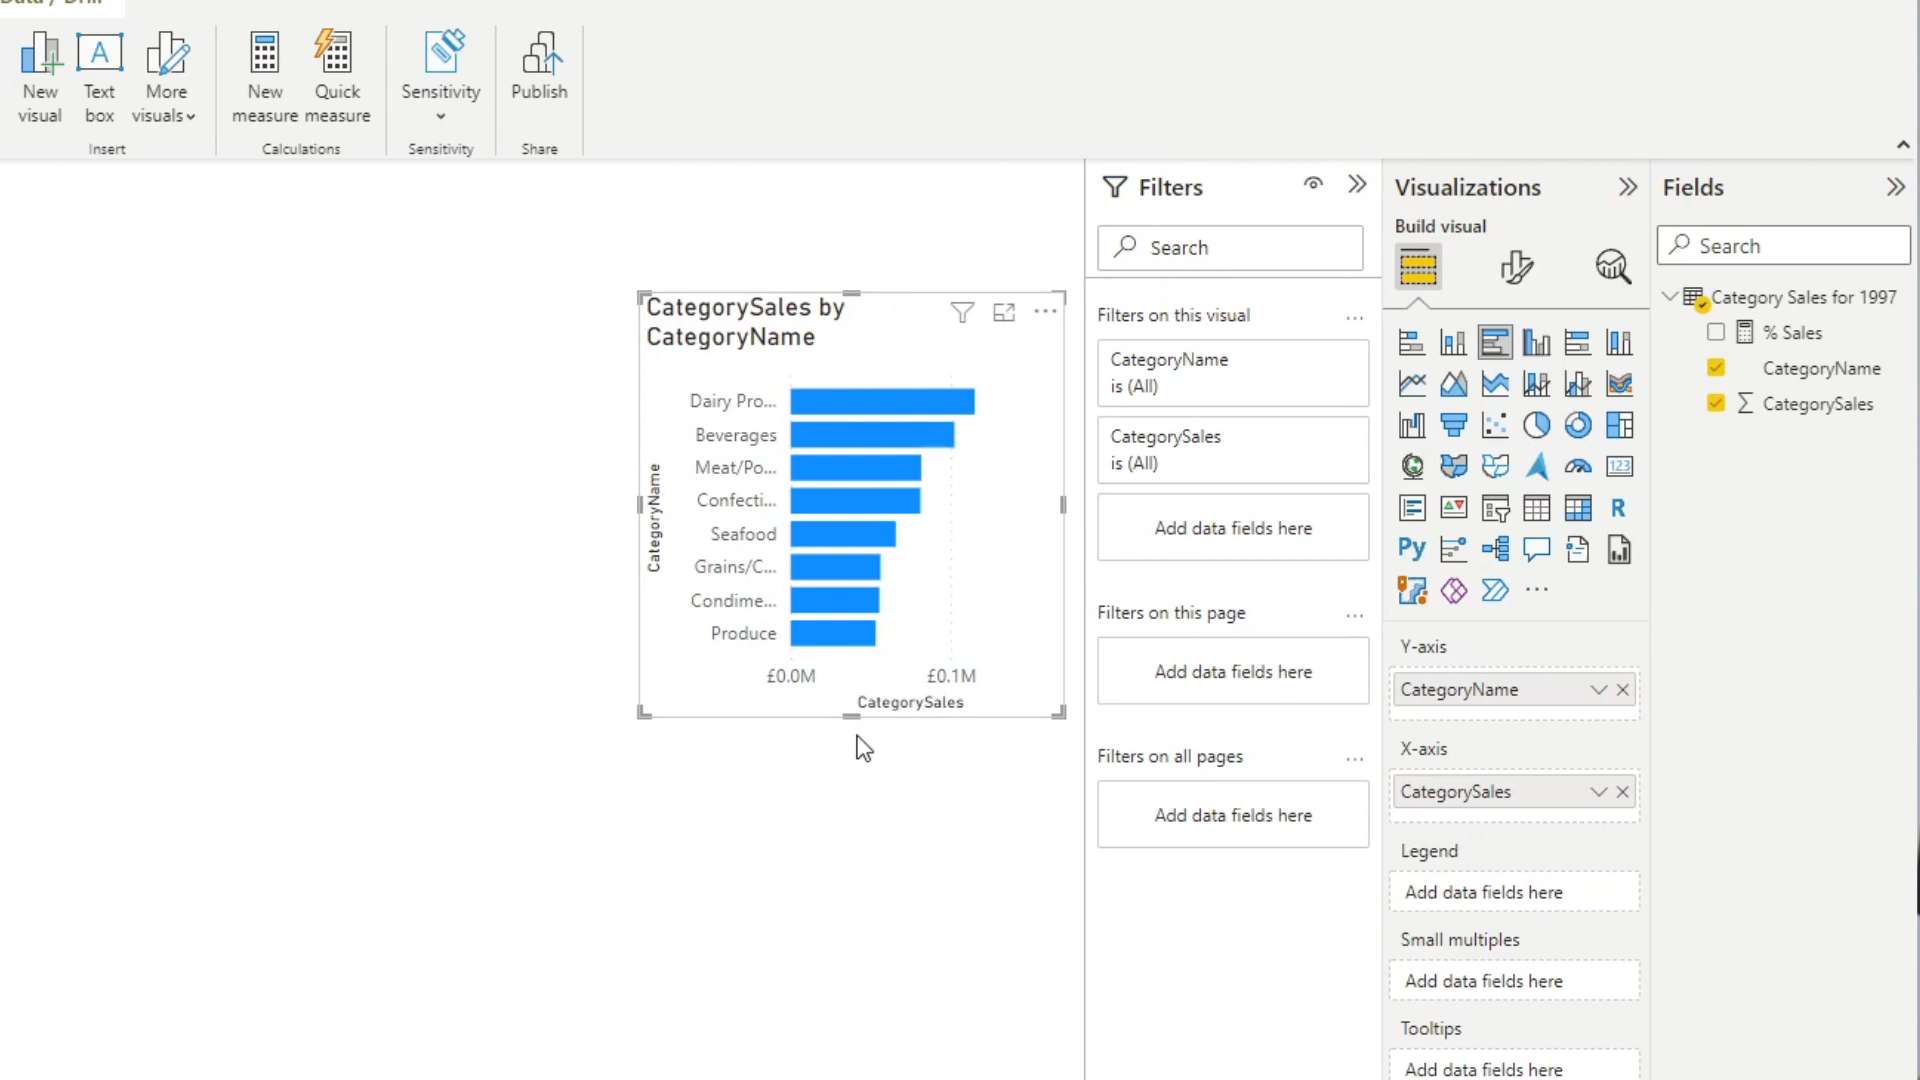 Data / Drill
New visual
Text box
More visuals
New measure
Quick measure
Sensitivity
Publish
Insert
Calculations
Sensitivity
Share
CategorySales by
CategoryName
CategoryName
Dairy Pro...
Beverages
Meat/Po...
Confecti...
Seafood
Grains/C...
Condime...
Produce
£0.0M
£0.1M
CategorySales
Filters
Search
Filters on this visual
...
CategoryName
is (All)
CategorySales
is (All)
Add data fields here
Filters on this page
...
Add data fields here
Filters on all pages
...
Add data fields here
Visualizations
Build visual
123
R
Py
...
Y-axis
CategoryName
X-axis
CategorySales
Legend
Add data fields here
Small multiples
Add data fields here
Tooltips
Add data fields here
Fields
Search
Category Sales for 1997
% Sales
CategoryName
∑ CategorySales